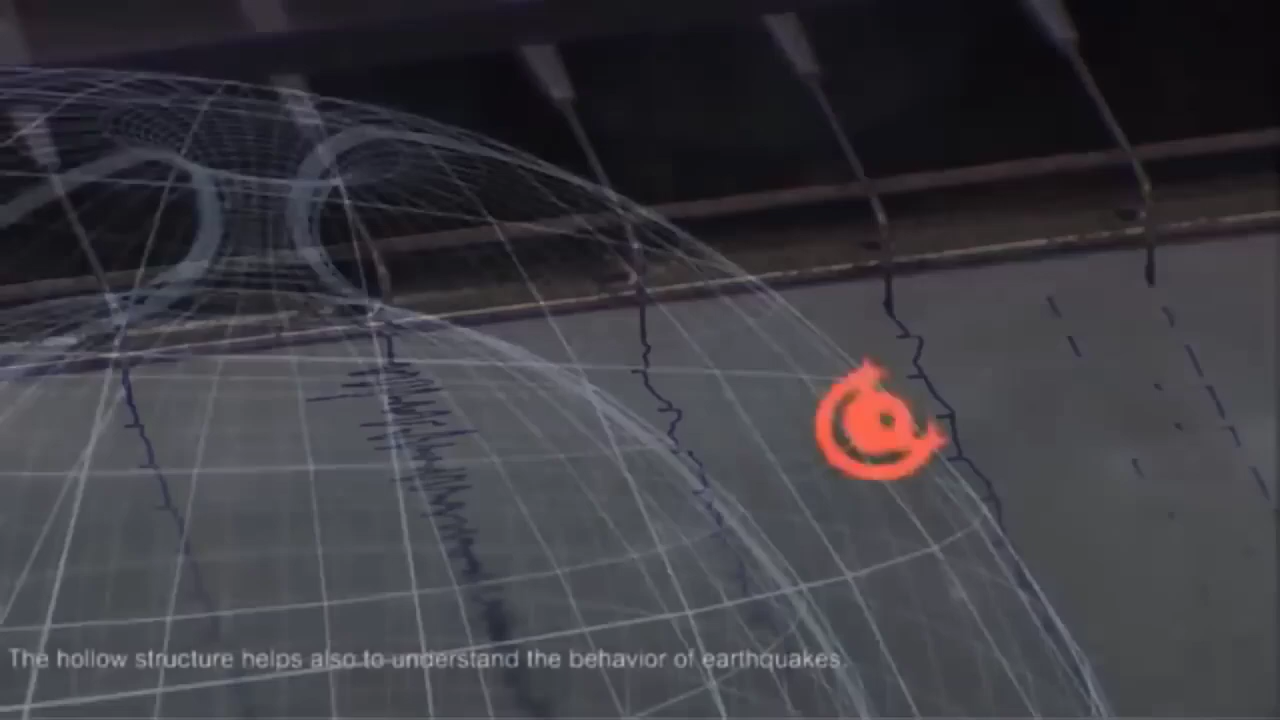 The hollow structure helps also to understand the behavior of earthquakes.